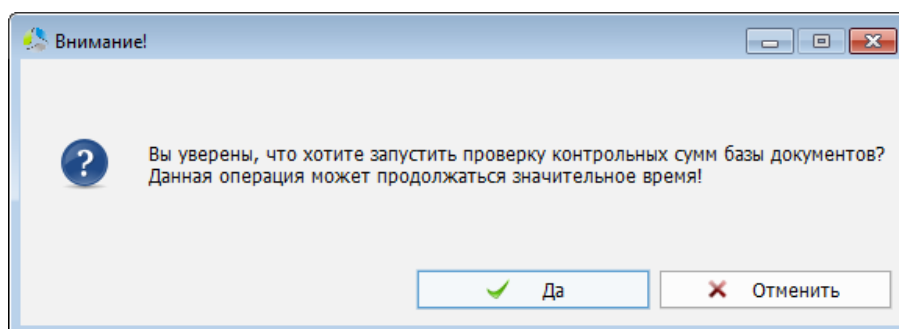 Внимание!
Вы уверены, что хотите запустить проверку контрольных сумм базы документов?
Данная операция может продолжаться значительное время!
Да
Отменить